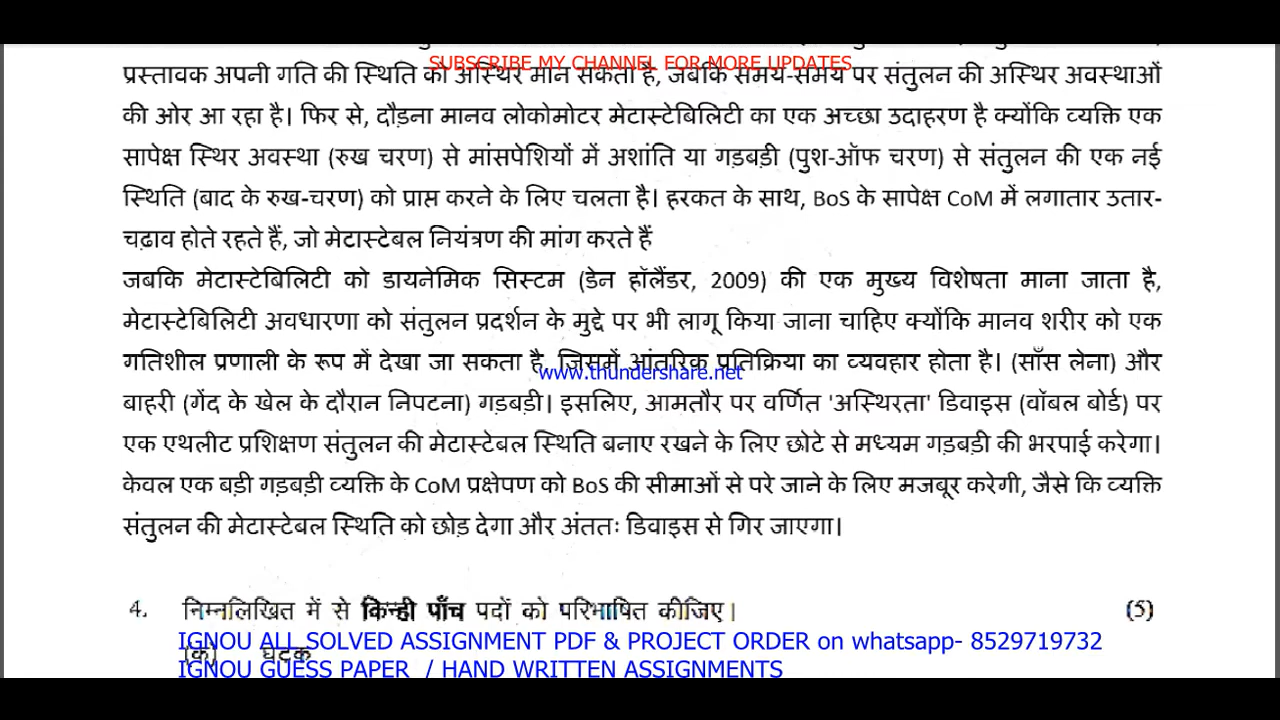 SUBSCRIBE MY CHANNEL FOR MORE UPDATES
प्रस्तावक अपनी गति की स्थिति को अस्थिर मान सकता है, जबकि समय-समय पर संतुलन की अस्थिर अवस्थाओं
की ओर आ रहा है। फिर से, दौड़ना मानव लोकोमोटर मेटास्टेबिलिटी का एक अच्छा उदाहरण है क्योंकि व्यक्ति एक
सापेक्ष स्थिर अवस्था (रुख चरण) से मांसपेशियों में अशांति या गड़बड़ी (पुश-ऑफ चरण) से संतुलन की एक नई
स्थिति (बाद के रुख-चरण) को प्राप्त करने के लिए चलता है। हरकत के साथ, BoS के सापेक्ष CoM में लगातार उतार-
चढ़ाव होते रहते हैं, जो मेटास्टेबल नियंत्रण की मांग करते हैं
जबकि मेटास्टेबिलिटी को डायनेमिक सिस्टम (डेन हॉलैंडर, 2009) की एक मुख्य विशेषता माना जाता है,
मेटास्टेबिलिटी अवधारणा को संतुलन प्रदर्शन के मुद्दे पर भी लागू किया जाना चाहिए क्योंकि मानव शरीर को एक
गतिशील प्रणाली के रूप में देखा जा सकता है, जिसमें आंतरिक प्रतिक्रिया का व्यवहार होता है। (साँस लेना) और
www.thundershare.net
बाहरी (गेंद के खेल के दौरान निपटना) गड़बड़ी। इसलिए, आमतौर पर वर्णित 'अस्थिरता' डिवाइस (वॉबल बोर्ड) पर
एक एथलीट प्रशिक्षण संतुलन की मेटास्टेबल स्थिति बनाए रखने के लिए छोटे से मध्यम गड़बड़ी की भरपाई करेगा।
केवल एक बड़ी गड़बड़ी व्यक्ति के CoM प्रक्षेपण को BoS की सीमाओं से परे जाने के लिए मजबूर करेगी, जैसे कि व्यक्ति
संतुलन की मेटास्टेबल स्थिति को छोड़ देगा और अंततः डिवाइस से गिर जाएगा।
4. निम्नलिखित में से किन्ही पाँच पदों को परिभाषित कीजिए। (5)
IGNOU ALL SOLVED ASSIGNMENT PDF & PROJECT ORDER on whatsapp- 8529719732
(क) घटक
IGNOU GUESS PAPER / HAND WRITTEN ASSIGNMENTS